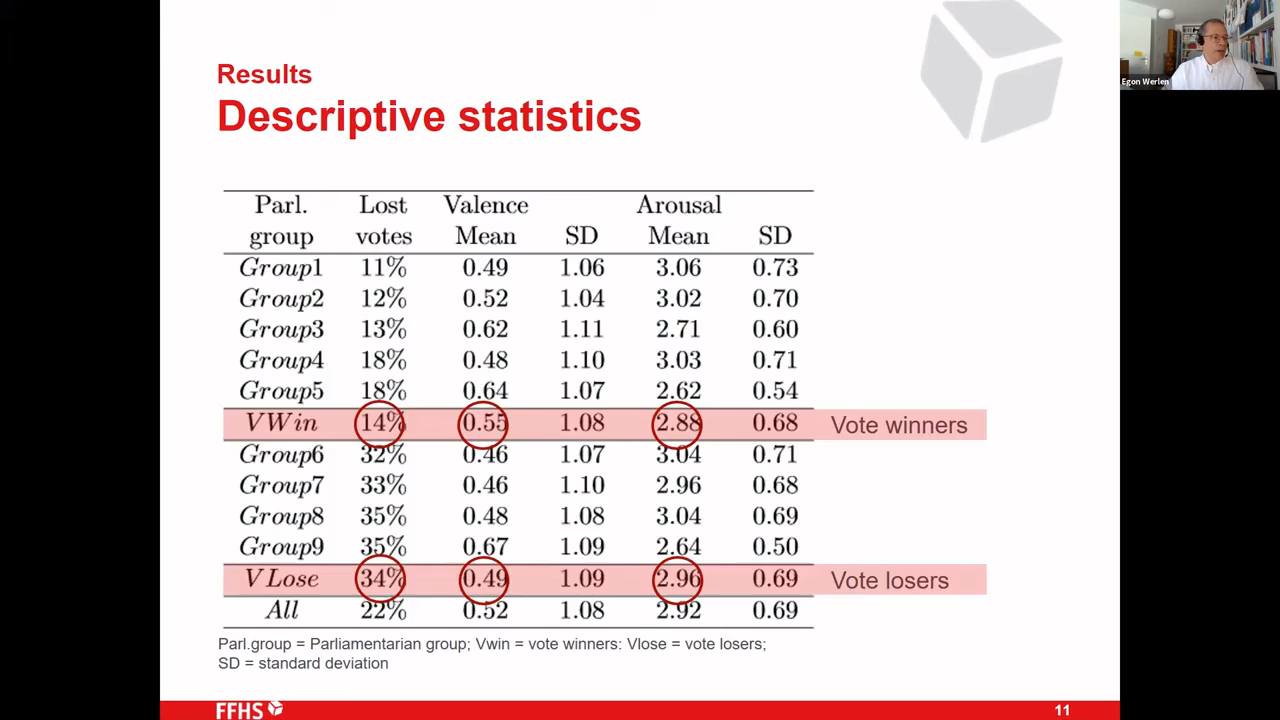 Results
Descriptive statistics
Egon Werlen
Parl. Lost Valence Arousal
group votes Mean SD Mean SD
Group1 11% 0.49 1.06 3.06 0.73
Group2 12% 0.52 1.04 3.02 0.70
Group3 13% 0.62 1.11 2.71 0.60
Group4 18% 0.48 1.10 3.03 0.71
Group5 18% 0.64 1.07 2.62 0.54
VWin 14% 0.55 1.08 2.88 0.68 Vote winners
Group6 32% 0.46 1.07 3.04 0.71
Group7 33% 0.46 1.10 2.96 0.68
Group8 35% 0.48 1.08 3.04 0.69
Group9 35% 0.67 1.09 2.64 0.50
VLose 34% 0.49 1.09 2.96 0.69 Vote losers
All 22% 0.52 1.08 2.92 0.69
Parl.group = Parliamentarian group; Vwin = vote winners: Vlose = vote losers;
SD = standard deviation
FFHS 11